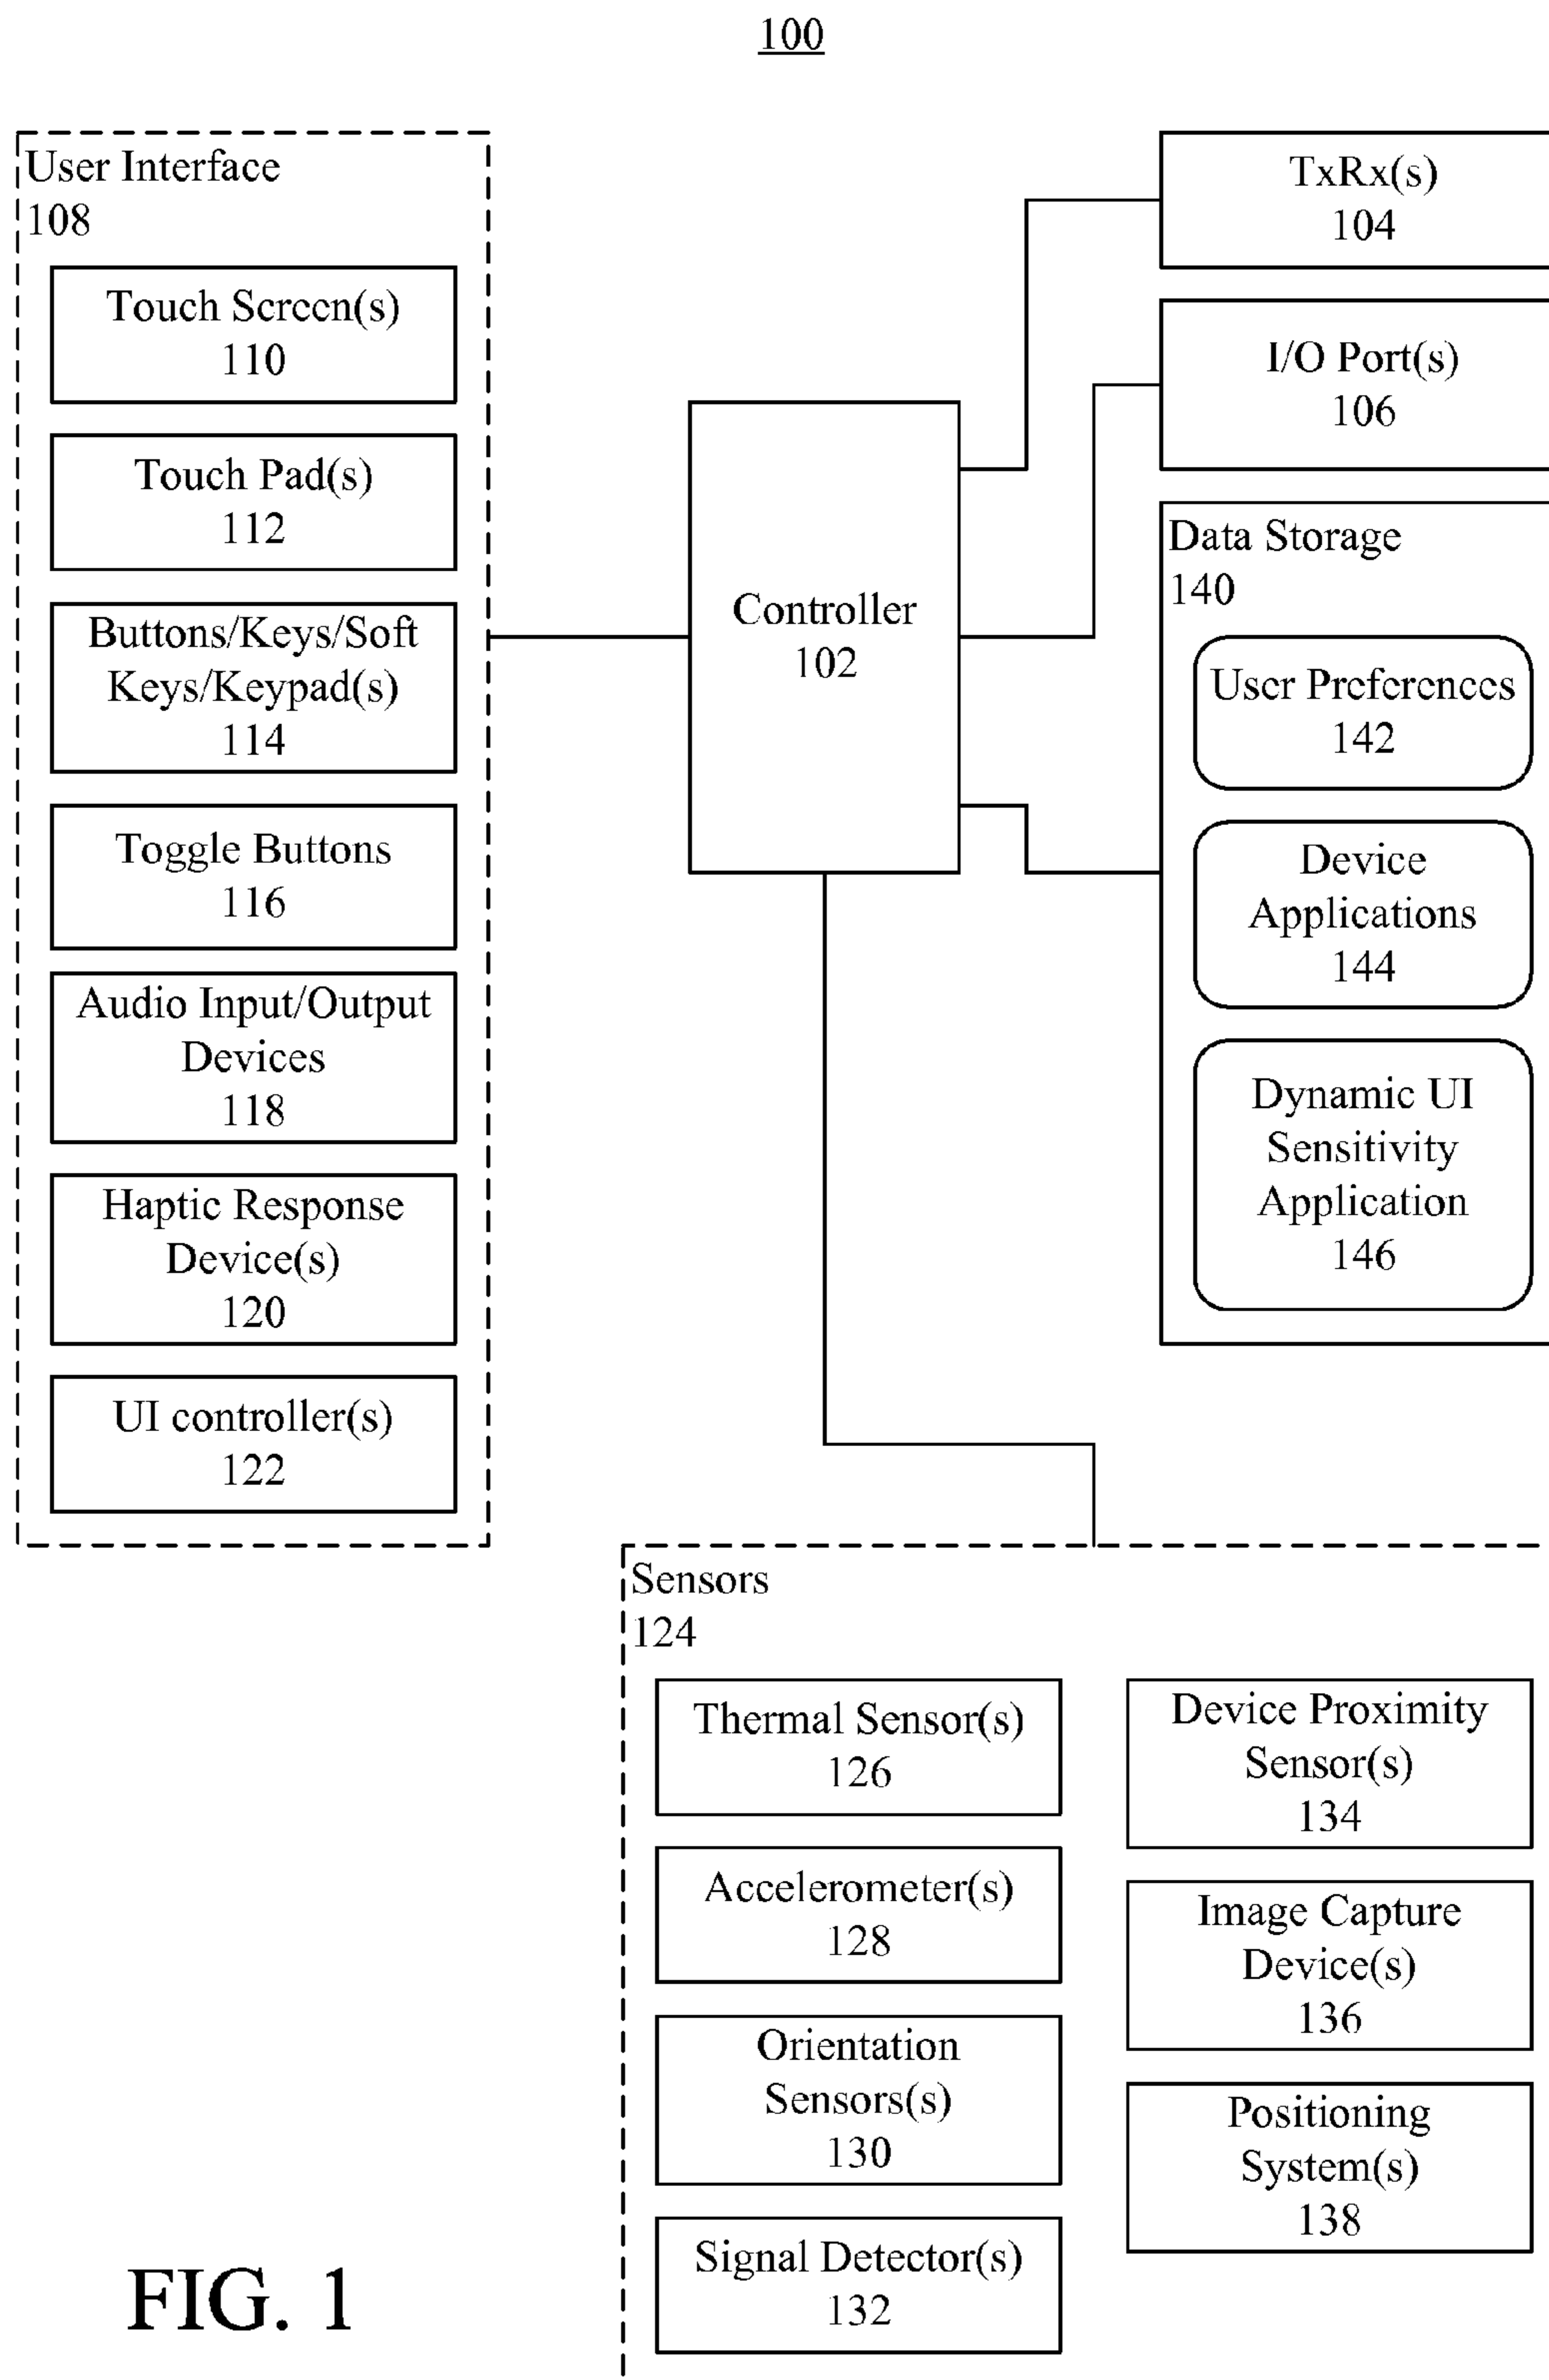 100
User Interface
108
Touch Screen(s)
110
Touch Pad(s)
112
Buttons/Keys/Soft
Keys/Keypad(s)
114
Toggle Buttons
116
Audio Input/Output
Devices
118
Haptic Response
Device(s)
120
UI controller(s)
122
Controller
102
TxRx(s)
104
I/O Port(s)
106
Data Storage
140
User Preferences
142
Device
Applications
144
Dynamic UI
Sensitivity
Application
146
Sensors
124
Thermal Sensor(s)
126
Accelerometer(s)
128
Orientation
Sensors(s)
130
Signal Detector(s)
132
Device Proximity
Sensor(s)
134
Image Capture
Device(s)
136
Positioning
System(s)
138
FIG. 1